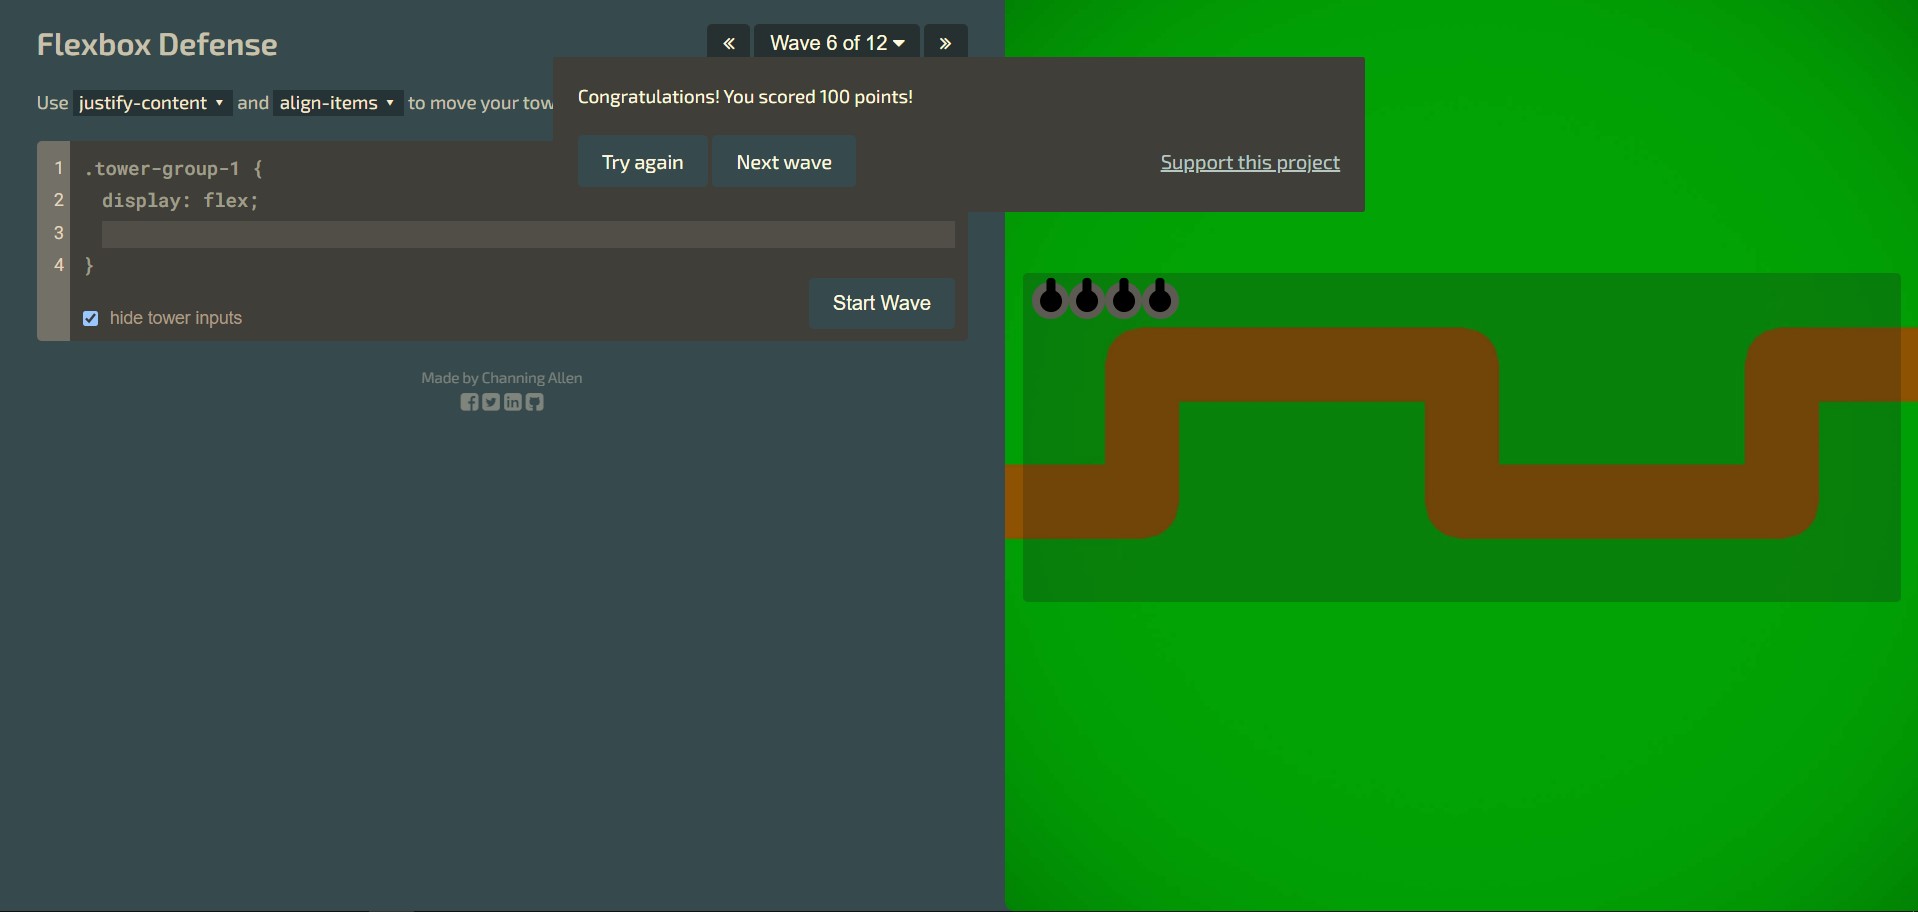 Flexbox Defense
« Wave 6 of 12 »
Congratulations! You scored 100 points!
Use justify-content and align-items to move your tow
Try again Next wave Support this project
1 .tower-group-1 {
2 display: flex;
3
4 }
Start Wave
hide tower inputs
Made by Channing Allen